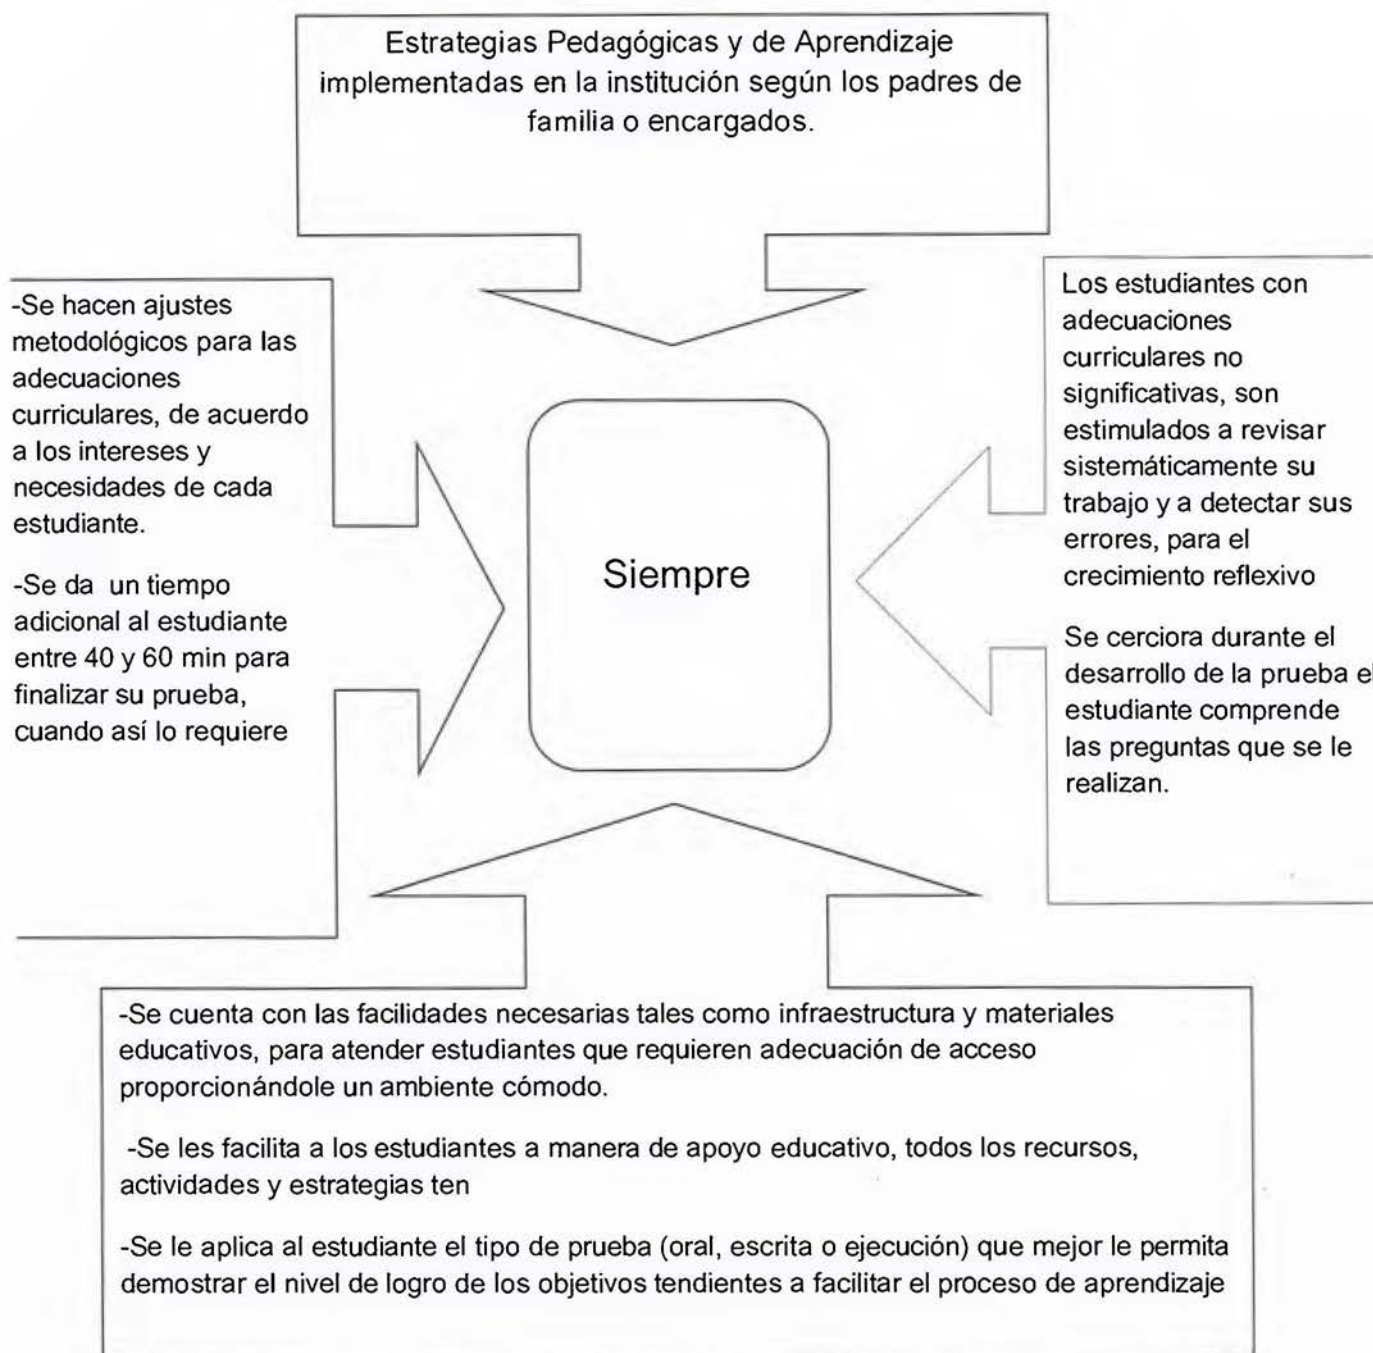 Estrategias Pedagógicas y de Aprendizaje
implementadas en la institución según los padres de
familia o encargados.
-Se hacen ajustes
metodológicos para las
adecuaciones
curriculares, de acuerdo
a los intereses y
necesidades de cada
estudiante.
-Se da  un tiempo
adicional al estudiante
entre 40 y 60 min para
finalizar su prueba,
cuando así lo requiere
Siempre
Los estudiantes con
adecuaciones
curriculares no
significativas, son
estimulados a revisar
sistemáticamente su
trabajo y a detectar sus
errores, para el
crecimiento reflexivo
Se cerciora durante el
desarrollo de la prueba el
estudiante comprende
las preguntas que se le
realizan.
-Se cuenta con las facilidades necesarias tales como infraestructura y materiales
educativos, para atender estudiantes que requieren adecuación de acceso
proporcionándole un ambiente cómodo.
-Se les facilita a los estudiantes a manera de apoyo educativo, todos los recursos,
actividades y estrategias ten
-Se le aplica al estudiante el tipo de prueba (oral, escrita o ejecución) que mejor le permita
demostrar el nivel de logro de los objetivos tendientes a facilitar el proceso de aprendizaje